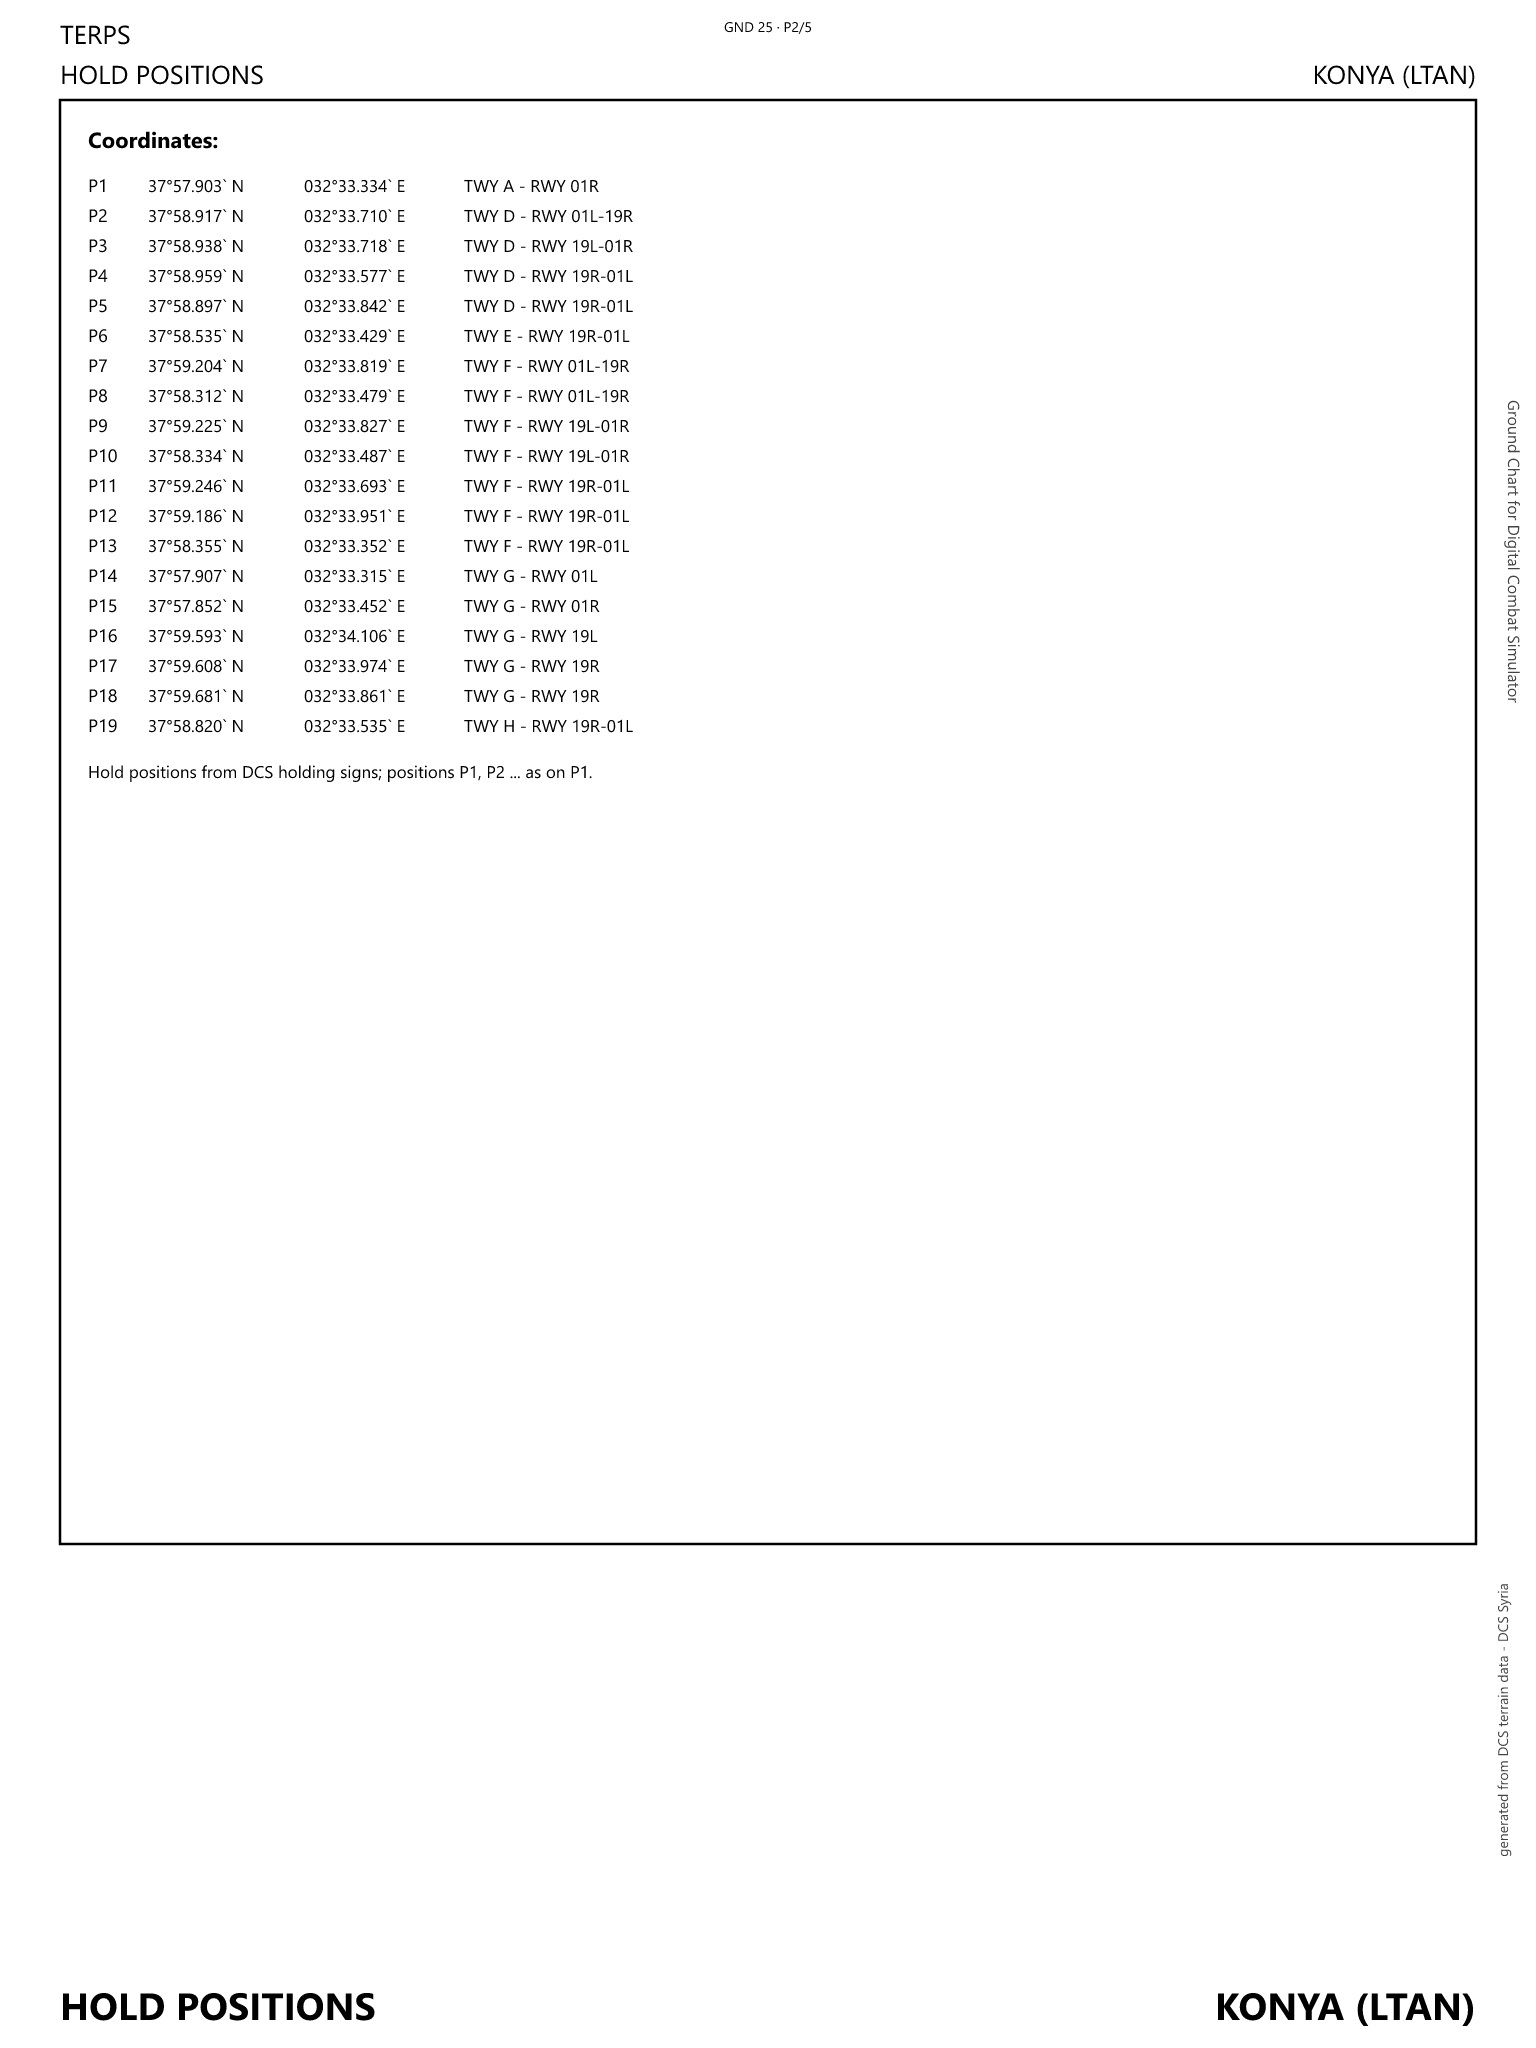 TERPS
GND 25 · P2/5
HOLD POSITIONS
KONYA (LTAN)
Coordinates:
P1 37°57.903` N 032°33.334` E TWY A - RWY 01R
P2 37°58.917` N 032°33.710` E TWY D - RWY 01L-19R
P3 37°58.938` N 032°33.718` E TWY D - RWY 19L-01R
P4 37°58.959` N 032°33.577` E TWY D - RWY 19R-01L
P5 37°58.897` N 032°33.842` E TWY D - RWY 19R-01L
P6 37°58.535` N 032°33.429` E TWY E - RWY 19R-01L
P7 37°59.204` N 032°33.819` E TWY F - RWY 01L-19R
P8 37°58.312` N 032°33.479` E TWY F - RWY 01L-19R
P9 37°59.225` N 032°33.827` E TWY F - RWY 19L-01R
P10 37°58.334` N 032°33.487` E TWY F - RWY 19L-01R
P11 37°59.246` N 032°33.693` E TWY F - RWY 19R-01L
P12 37°59.186` N 032°33.951` E TWY F - RWY 19R-01L
P13 37°58.355` N 032°33.352` E TWY F - RWY 19R-01L
P14 37°57.907` N 032°33.315` E TWY G - RWY 01L
P15 37°57.852` N 032°33.452` E TWY G - RWY 01R
P16 37°59.593` N 032°34.106` E TWY G - RWY 19L
P17 37°59.608` N 032°33.974` E TWY G - RWY 19R
P18 37°59.681` N 032°33.861` E TWY G - RWY 19R
P19 37°58.820` N 032°33.535` E TWY H - RWY 19R-01L
Hold positions from DCS holding signs; positions P1, P2 ... as on P1.
Ground Chart for Digital Combat Simulator
generated from DCS terrain data - DCS Syria
HOLD POSITIONS
KONYA (LTAN)